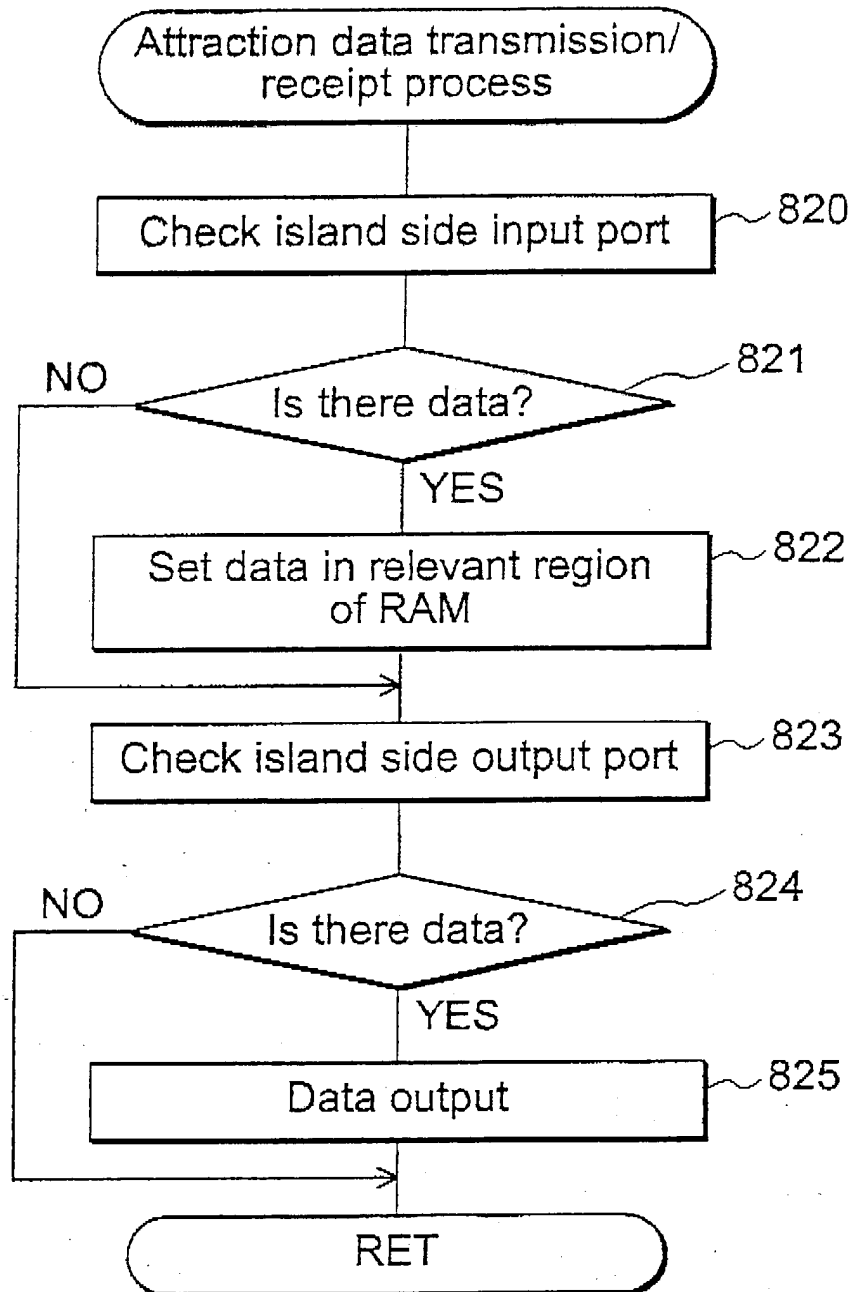 Attraction data transmission/
receipt process
Check island side input port
820
Is there data?
821
NO
YES
Set data in relevant region
of RAM
822
Check island side output port
823
Is there data?
824
NO
YES
Data output
825
RET